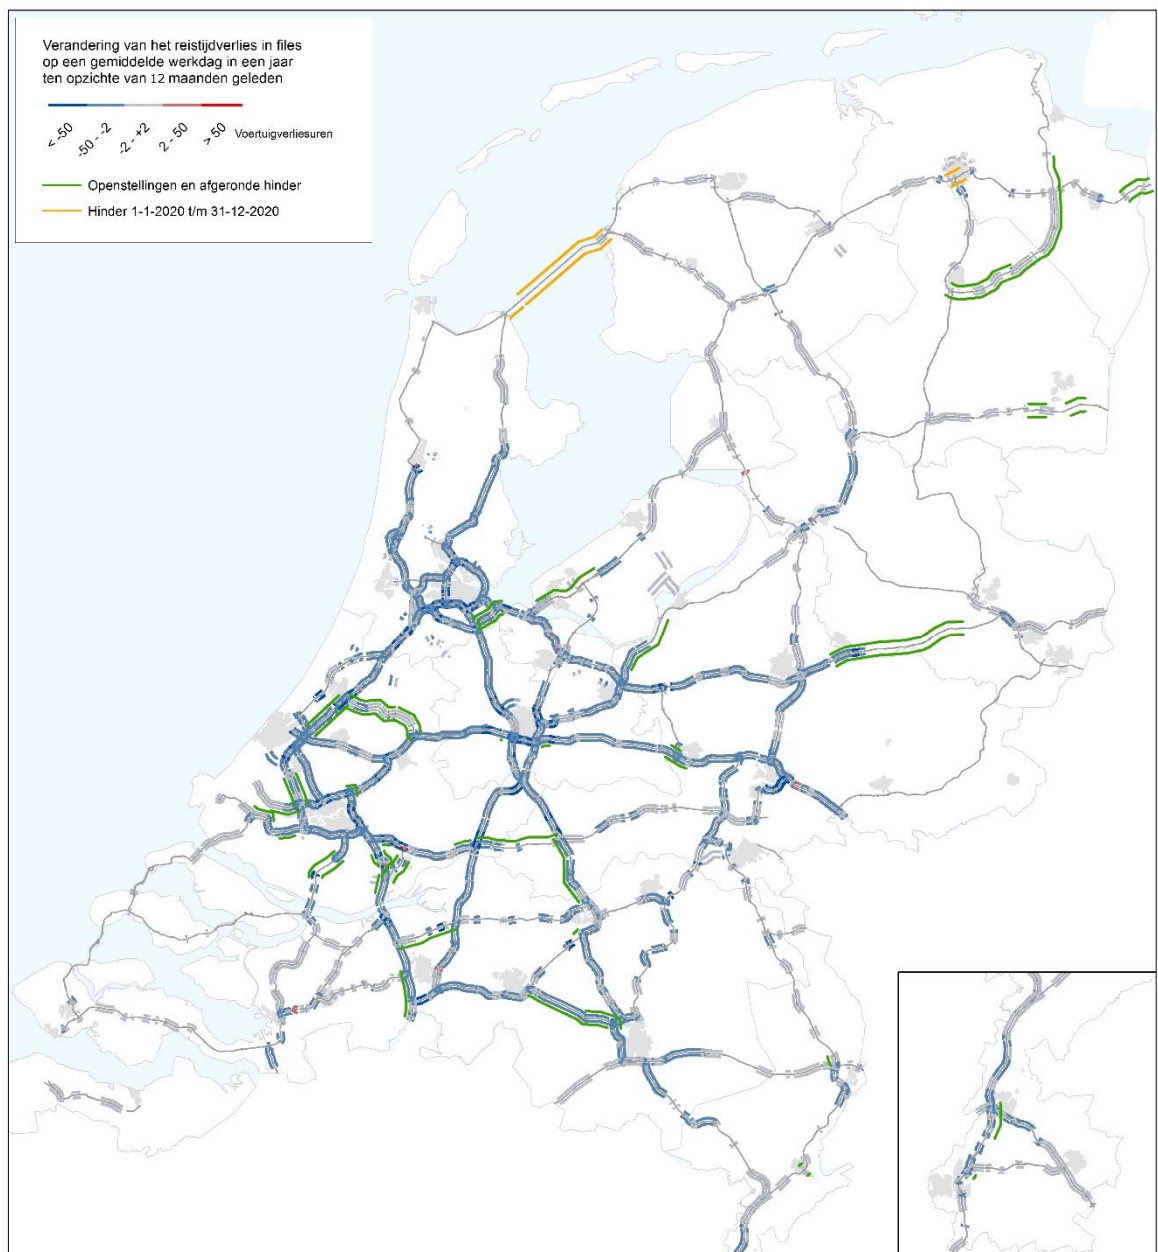 Verandering van het reistijdverlies in files
op een gemiddelde werkdag in een jaar
ten opzichte van 12 maanden geleden
< -50
-50 - -2
-2 - +2
2 - 50
> 50
Voertuigverliesuren
Openstellingen en afgeronde hinder
Hinder 1-1-2020 t/m 31-12-2020